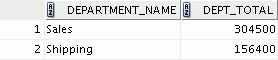 DEPARTMENT_NAME DEPT_TOTAL
1 Sales 304500
2 Shipping 156400